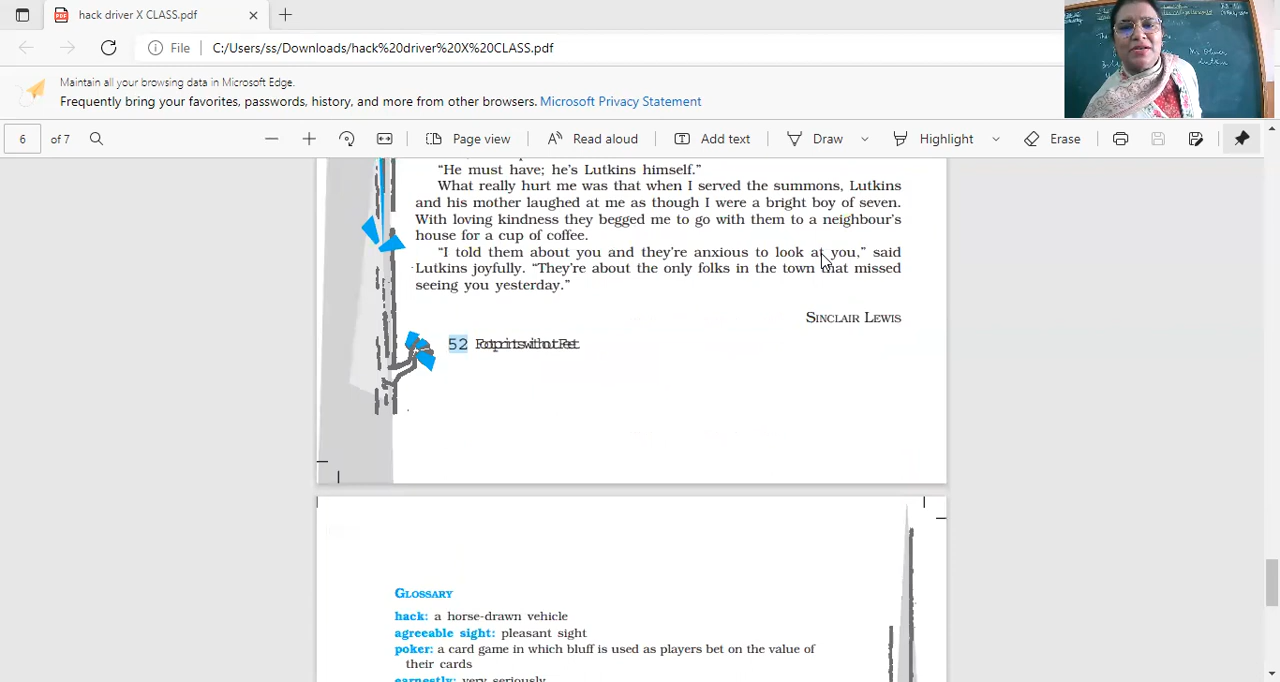 hack driver X CLASS.pdf
File C:/Users/ss/Downloads/hack%20driver%20X%20CLASS.pdf
Maintain all your browsing data in Microsoft Edge.
Frequently bring your favorites, passwords, history, and more from other browsers. Microsoft Privacy Statement
6 of 7 Page view Read aloud Add text Draw Highlight Erase
“He must have; he’s Lutkins himself.”
What really hurt me was that when I served the summons, Lutkins
and his mother laughed at me as though I were a bright boy of seven.
With loving kindness they begged me to go with them to a neighbour’s
house for a cup of coffee.
“I told them about you and they’re anxious to look at you,” said
Lutkins joyfully. “They’re about the only folks in the town that missed
seeing you yesterday.”
SINCLAIR LEWIS
52 Footprints without Feet
GLOSSARY
hack: a horse-drawn vehicle
agreeable sight: pleasant sight
poker: a card game in which bluff is used as players bet on the value of
their cards
earnestly: very seriously